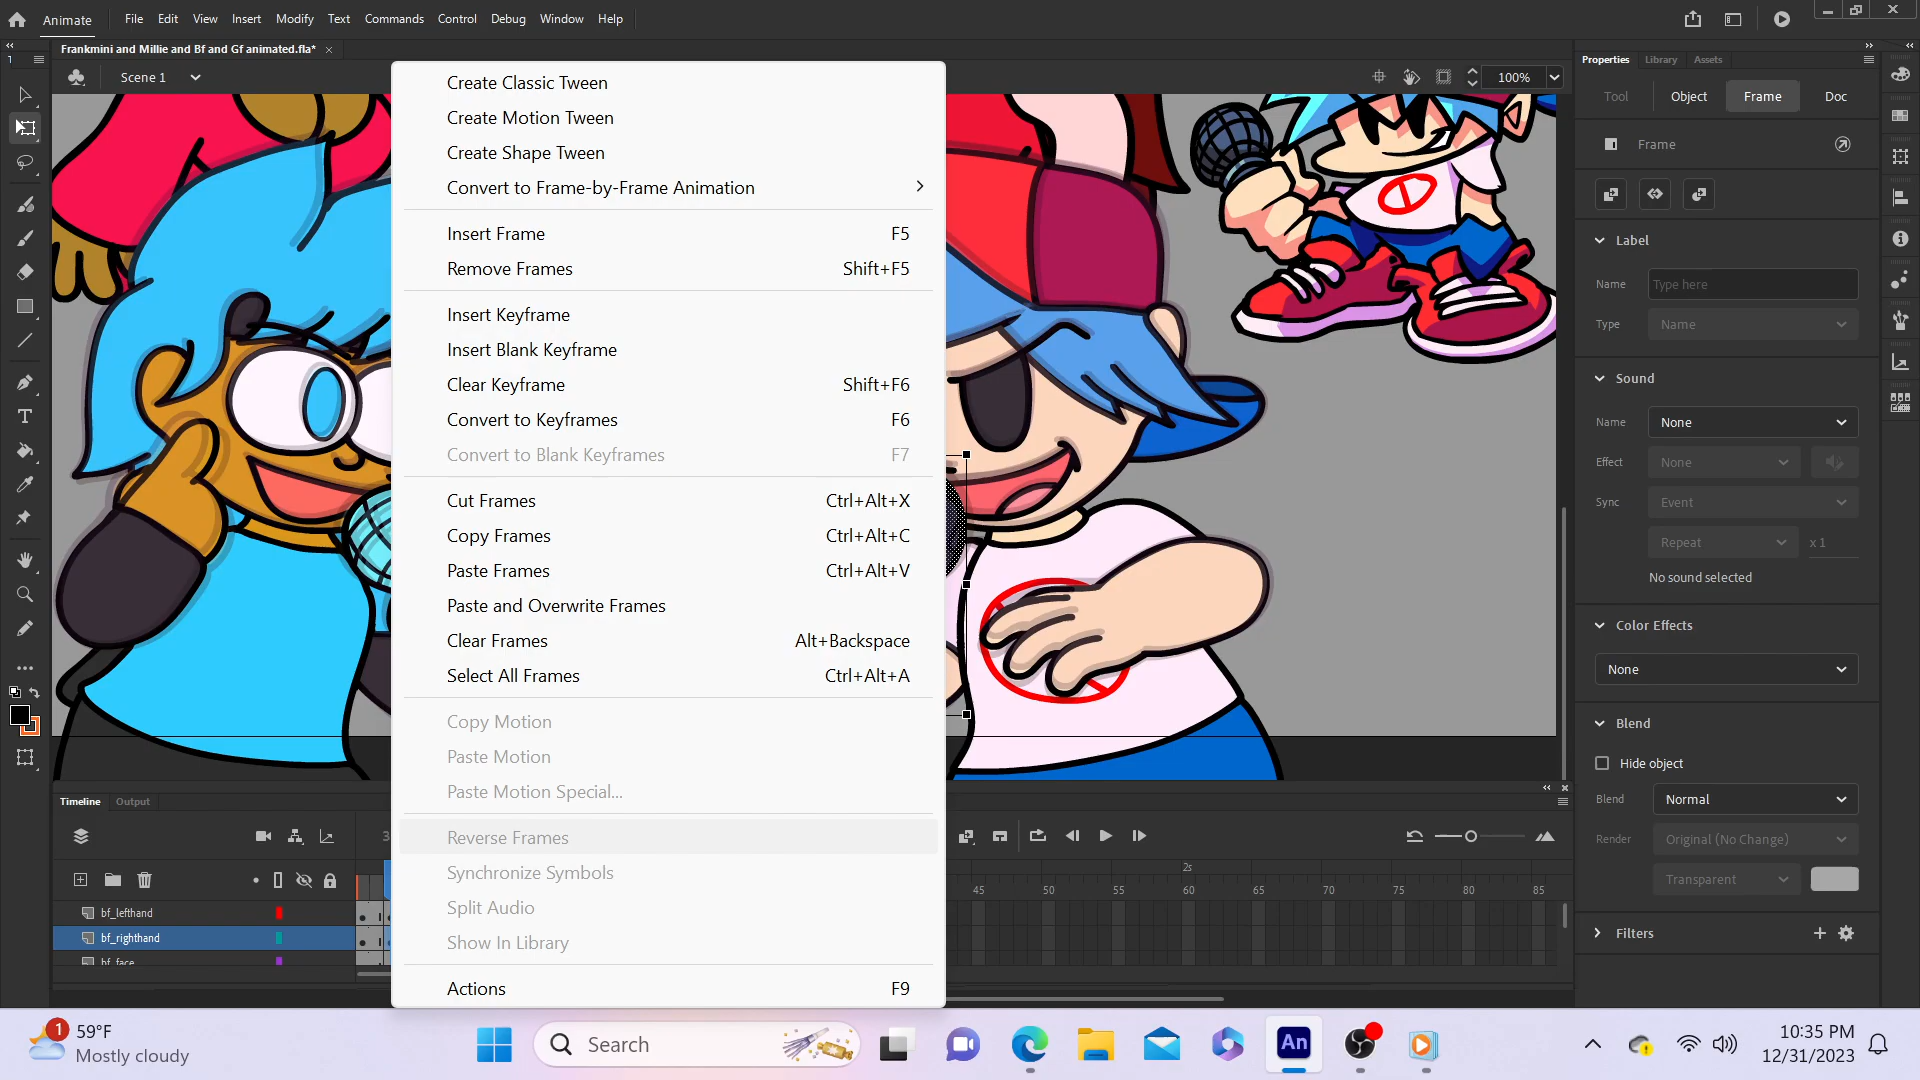 Animate
File
Edit
View
Insert
Modify
Text
Commands
Control
Debug
Window
Help
Frankmini and Millie and Bf and Gf animated.fla*
1
Scene 1
100%
Create Classic Tween
Create Motion Tween
Create Shape Tween
Convert to Frame-by-Frame Animation
Insert Frame F5
Remove Frames Shift+F5
Insert Keyframe
Insert Blank Keyframe
Clear Keyframe Shift+F6
Convert to Keyframes F6
Convert to Blank Keyframes F7
Cut Frames Ctrl+Alt+X
Copy Frames Ctrl+Alt+C
Paste Frames Ctrl+Alt+V
Paste and Overwrite Frames
Clear Frames Alt+Backspace
Select All Frames Ctrl+Alt+A
Copy Motion
Paste Motion
Paste Motion Special...
Reverse Frames
Synchronize Symbols
Split Audio
Show In Library
Actions F9
Properties
Library
Assets
Tool
Object
Frame
Doc
Frame
Label
Name Type here
Type Name
Sound
Name None
Effect None
Sync Event
Repeat x 1
No sound selected
Color Effects
None
Blend
Hide object
Blend Normal
Render Original (No Change)
Transparent
Filters
Timeline
Output
3
2s
45 50 55 60 65 70 75 80 85
bf_lefthand
bf_righthand
bf_face
1
59°F
Mostly cloudy
Search
An
10:35 PM
12/31/2023